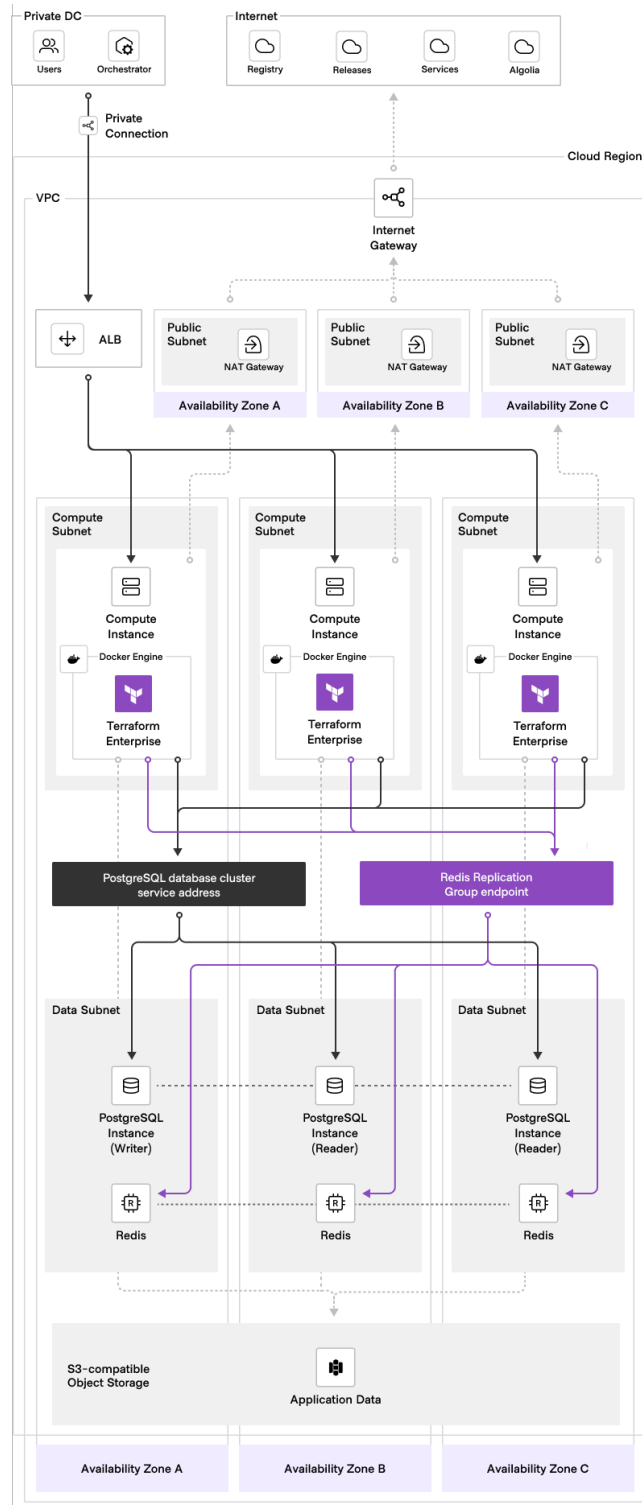 Private DC
Internet
Users
Orchestrator
Registry
Releases
Services
Algolia
Private
Connection
Cloud Region
VPC
Internet
Gateway
ALB
Public
Subnet
NAT Gateway
Availability Zone A
Public
Subnet
NAT Gateway
Availability Zone B
Public
Subnet
NAT Gateway
Availability Zone C
Compute
Subnet
Compute
Instance
Docker Engine
Terraform
Enterprise
Compute
Subnet
Compute
Instance
Docker Engine
Terraform
Enterprise
Compute
Subnet
Compute
Instance
Docker Engine
Terraform
Enterprise
PostgreSQL database cluster
service address
Redis Replication
Group endpoint
Data Subnet
PostgreSQL
Instance
(Writer)
R
Redis
Data Subnet
PostgreSQL
Instance
(Reader)
R
Redis
Data Subnet
PostgreSQL
Instance
(Reader)
R
Redis
S3-compatible
Object Storage
Application Data
Availability Zone A
Availability Zone B
Availability Zone C